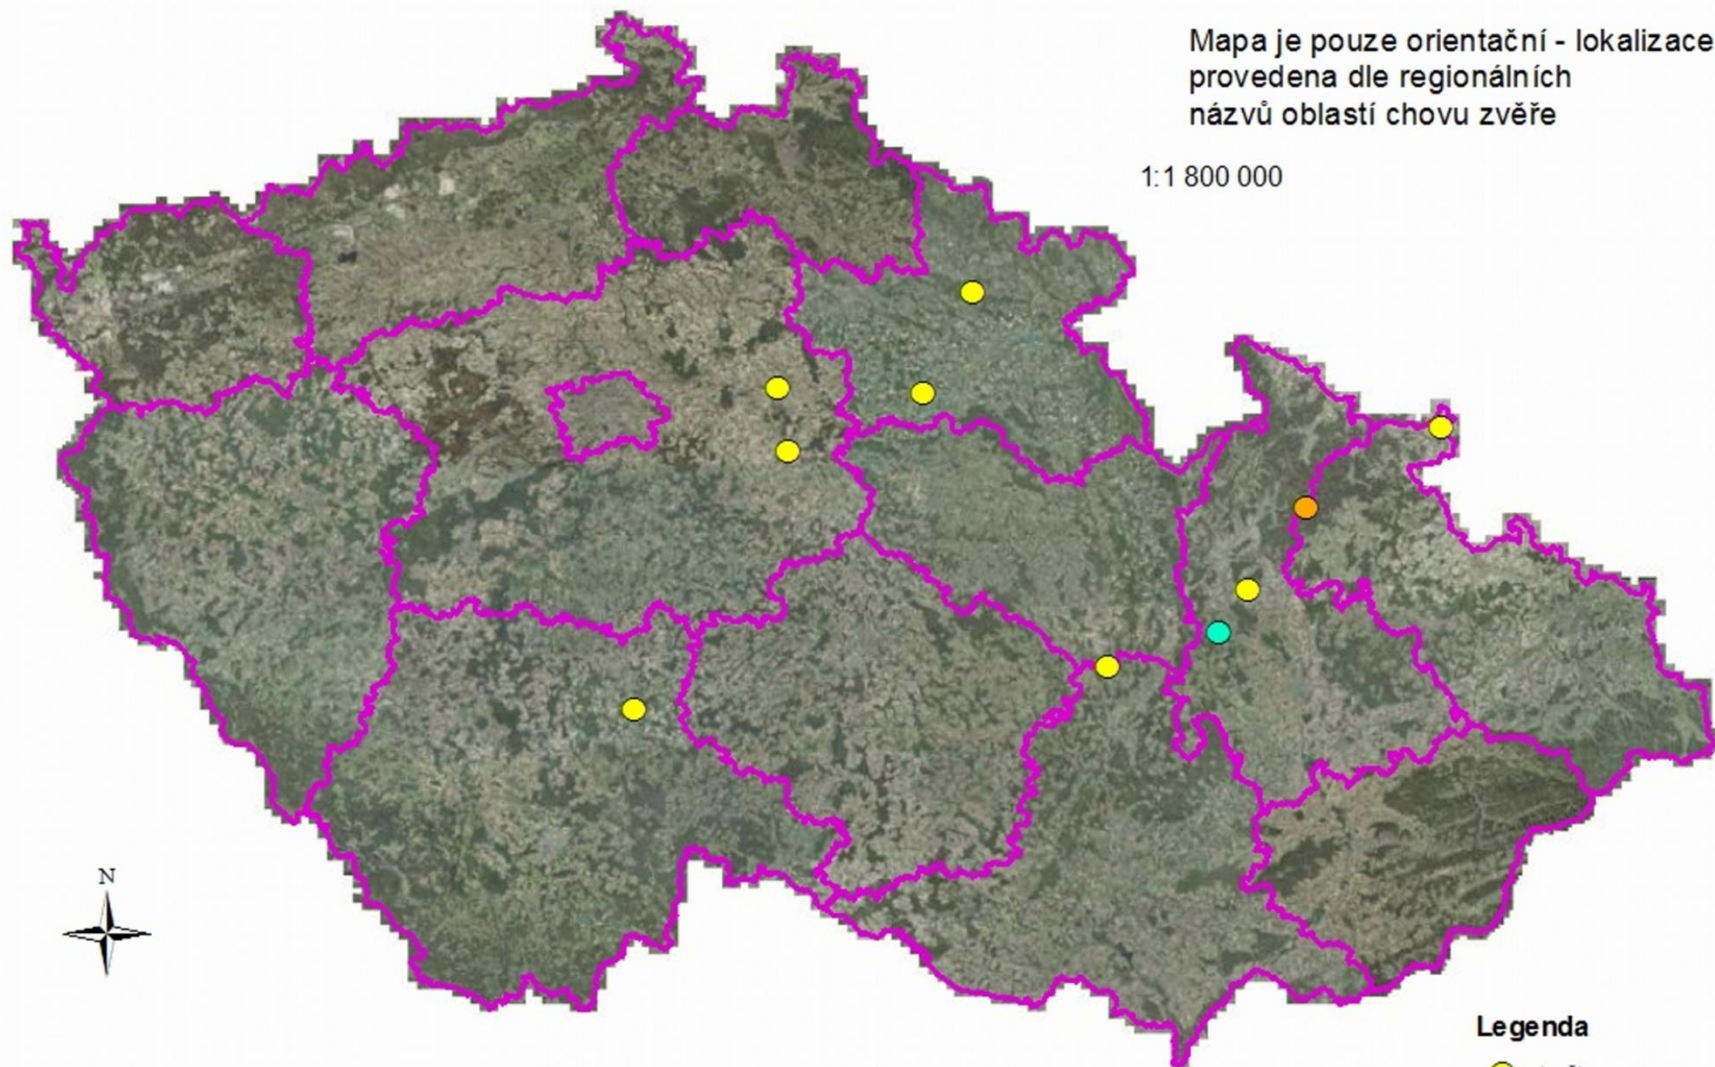 Mapa je pouze orientační - lokalizace
provedena dle regionálních
názvů oblastí chovu zvěře
1:1 800 000
N
Legenda